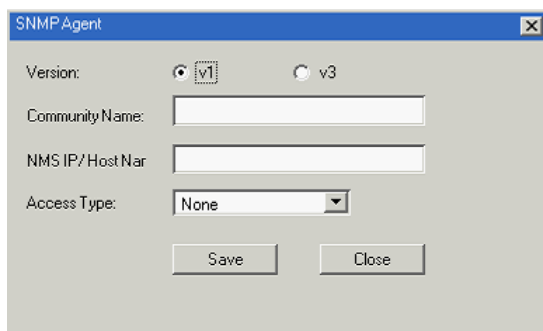 SNMP Agent
Version: v1 v3
Community Name:
NMS IP/ Host Nar
Access Type: None
Save Close